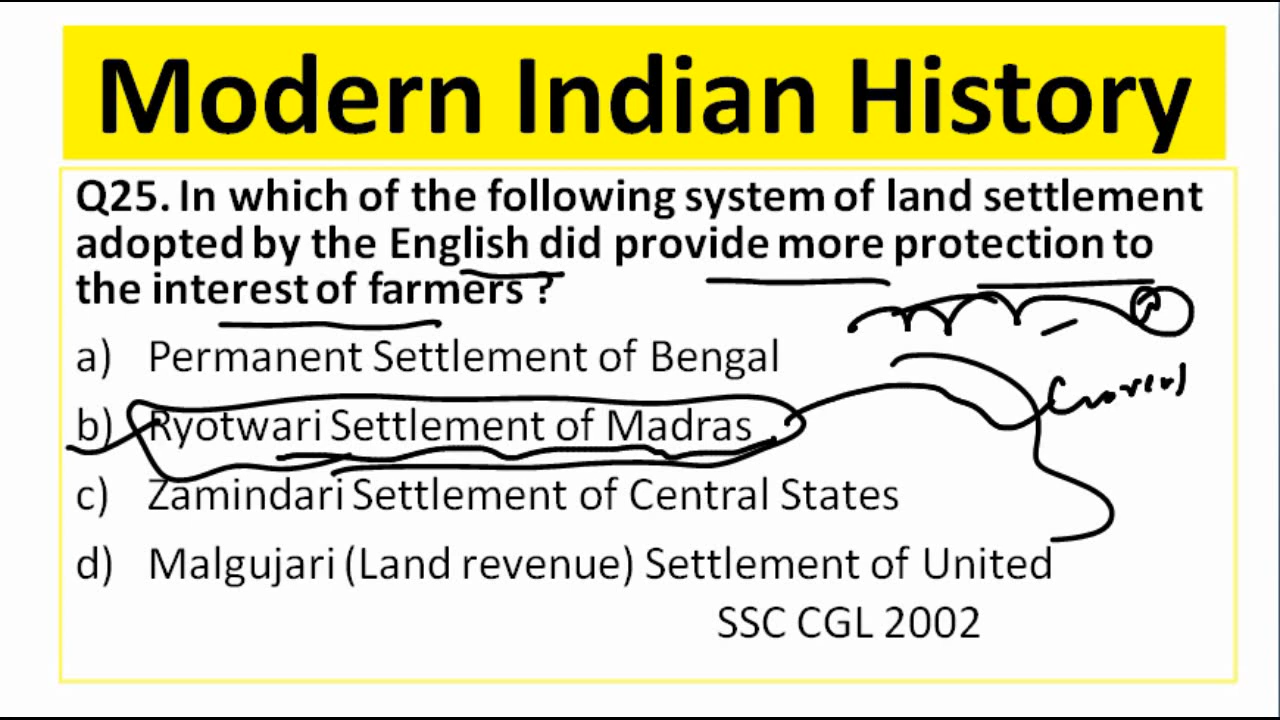 Modern Indian History
Q25. In which of the following system of land settlement
adopted by the English did provide more protection to
the interest of farmers ?
a) Permanent Settlement of Bengal
b) Ryotwari Settlement of Madras
c) Zamindari Settlement of Central States
d) Malgujari (Land revenue) Settlement of United
SSC CGL 2002